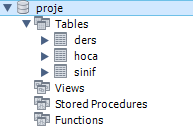 proje
Tables
ders
hoca
sinif
Views
Stored Procedures
Functions